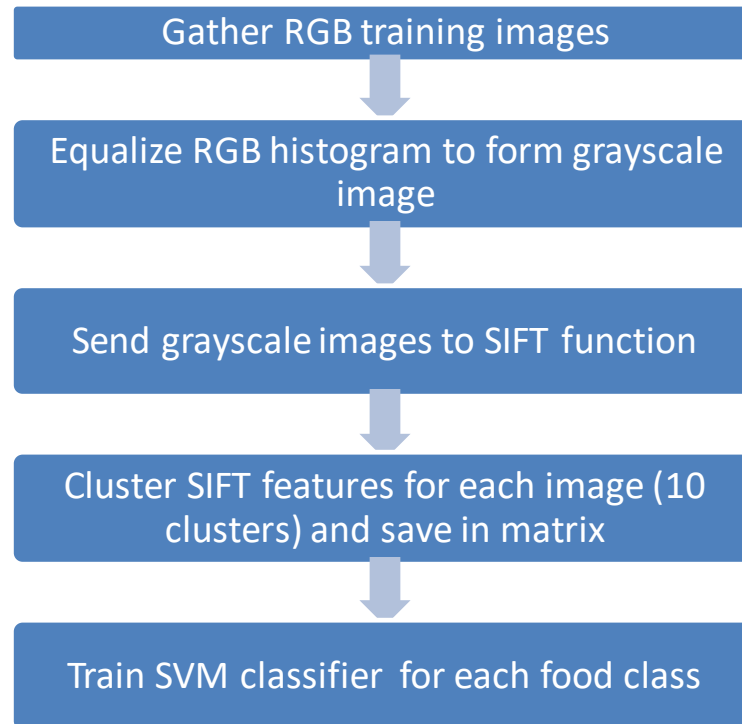 Gather RGB training images
Equalize RGB histogram to form grayscale
image
Send grayscale images to SIFT function
Cluster SIFT features for each image (10
clusters) and save in matrix
Train SVM classifier for each food class